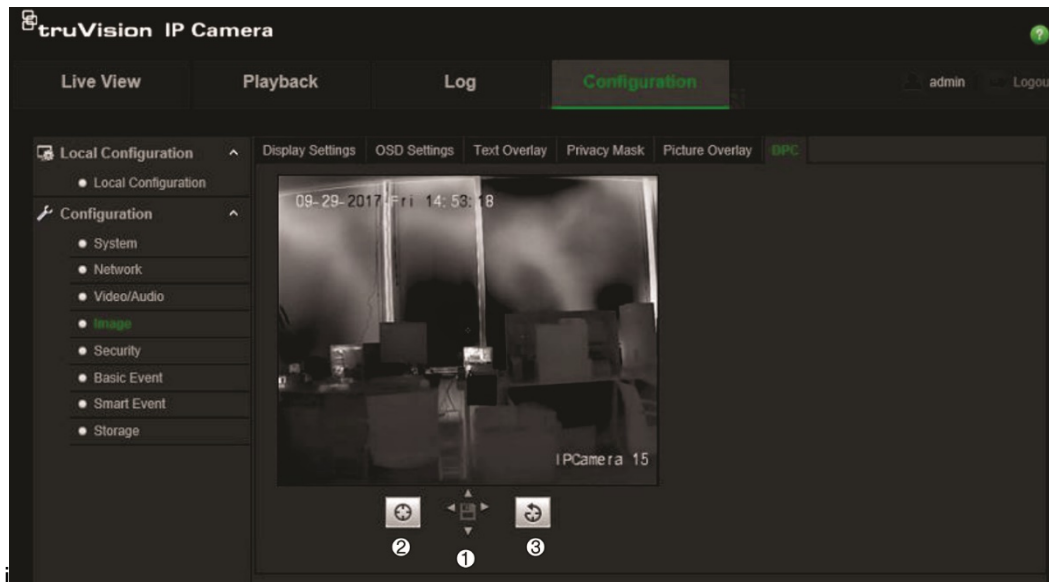 truVision IP Camera
?
Live View Playback Log Configuration admin Logou
Local Configuration
Local Configuration
Configuration
System
Network
Video/Audio
Image
Security
Basic Event
Smart Event
Storage
Display Settings OSD Settings Text Overlay Privacy Mask Picture Overlay DPC
09-29-2017 Fri 14:53:18
IPCamera 15
2 1 3
i